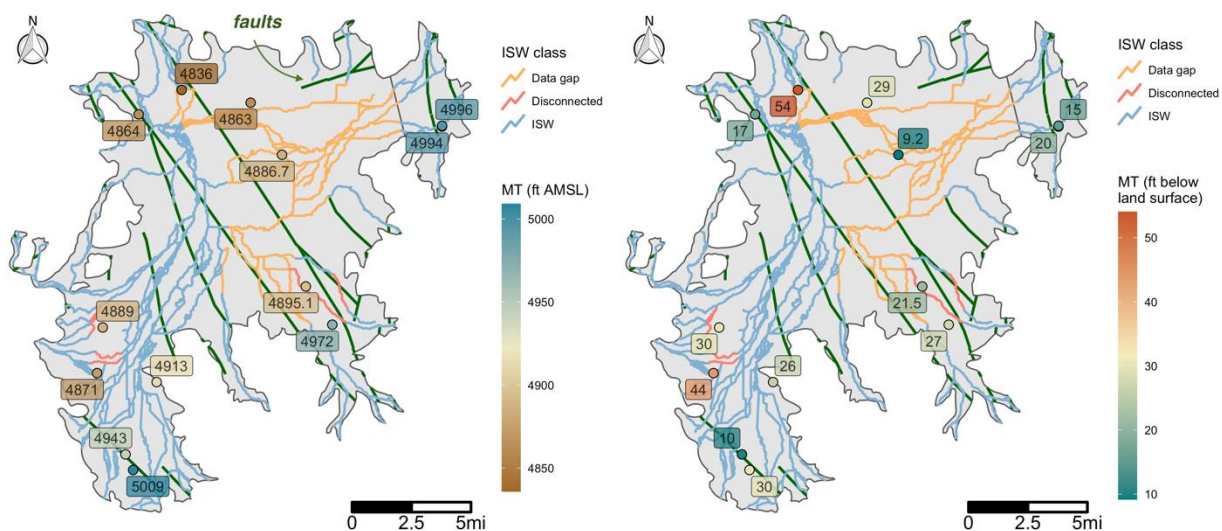 N
faults
ISW class
Data gap
Disconnected
ISW
4836
4863
4864
4996
4994
4886.7
MT (ft AMSL)
5000
4950
4900
4850
4895.1
4889
4972
4913
4871
4943
5009
0
2.5
5mi
N
ISW class
Data gap
Disconnected
ISW
29
54
15
17
9.2
20
MT (ft below
land surface)
50
40
30
20
10
21.5
30
27
26
44
10
30
0
2.5
5mi